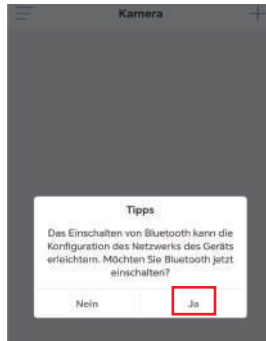 Kamera
Tipps
Das Einschalten von Bluetooth kann die
Konfiguration des Netzwerks des Geräts
erleichtern. Möchten Sie Bluetooth jetzt
einschalten?
Nein
Ja